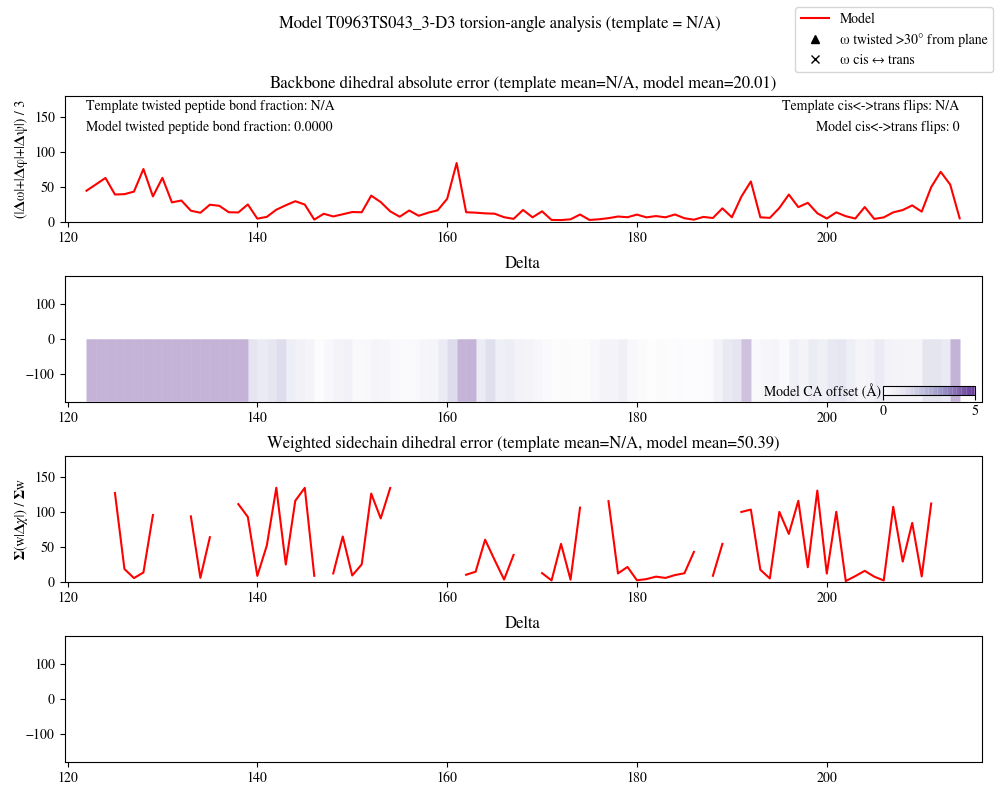 Model T0963TS043_3-D3 torsion-angle analysis (template = N/A)
Model
ω twisted >30° from plane
ω cis ↔ trans
Backbone dihedral absolute error (template mean=N/A, model mean=20.01)
Template twisted peptide bond fraction: N/A
Template cis<->trans flips: N/A
Model twisted peptide bond fraction: 0.0000
Model cis<->trans flips: 0
(|Δω|+|Δφ|+|Δψ|) / 3
150
100
50
0
120 140 160 180 200
Delta
100
0
−100
Model CA offset (Å)
0 5
120 140 160 180 200
Weighted sidechain dihedral error (template mean=N/A, model mean=50.39)
Σ(w|Δχ|) / Σw
150
100
50
0
120 140 160 180 200
Delta
100
0
−100
120 140 160 180 200